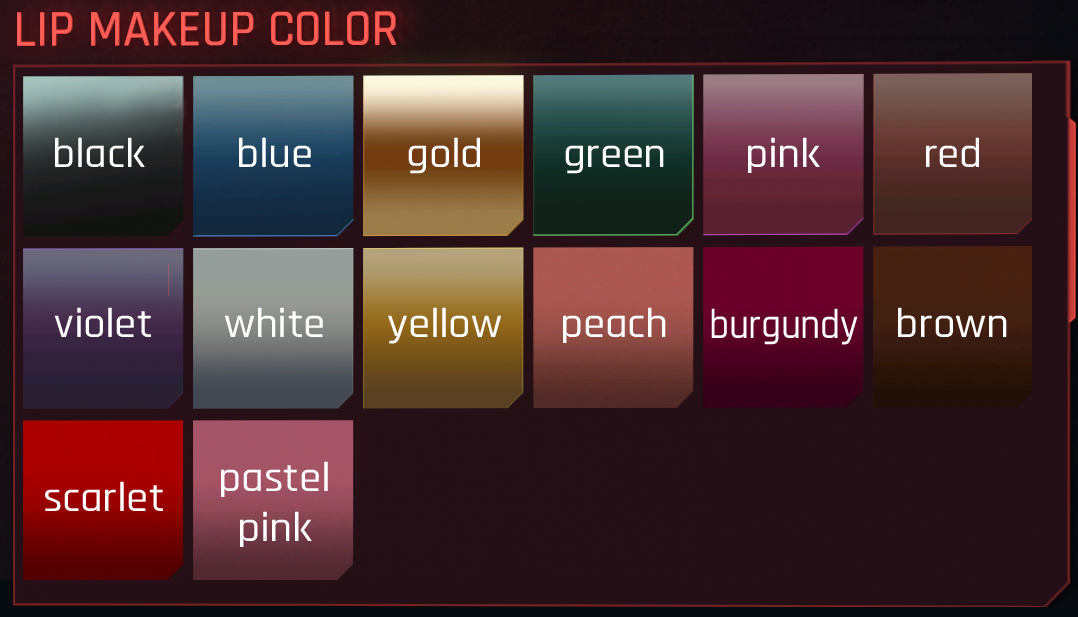 LIP MAKEUP COLOR
black
blue
gold
green
pink
red
violet
white
yellow
peach
burgundy
brown
scarlet
pastel
pink